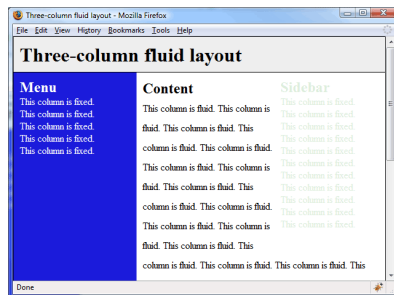 Three-column fluid layout - Mozilla Firefox
File Edit View History Bookmarks Tools Help
Three-column fluid layout
Menu
This column is fixed.
This column is fixed.
This column is fixed.
This column is fixed.
This column is fixed.
Content
This column is fluid. This column is
fluid. This column is fluid. This
column is fluid. This column is fluid.
This column is fluid. This column is
fluid. This column is fluid. This
column is fluid. This column is fluid.
This column is fluid. This column is
fluid. This column is fluid. This
column is fluid. This column is fluid. This column is fluid. This
Sidebar
This column is fixed.
This column is fixed.
This column is fixed.
This column is fixed.
This column is fixed.
This column is fixed.
This column is fixed.
This column is fixed.
This column is fixed.
This column is fixed.
This column is fixed.
Done